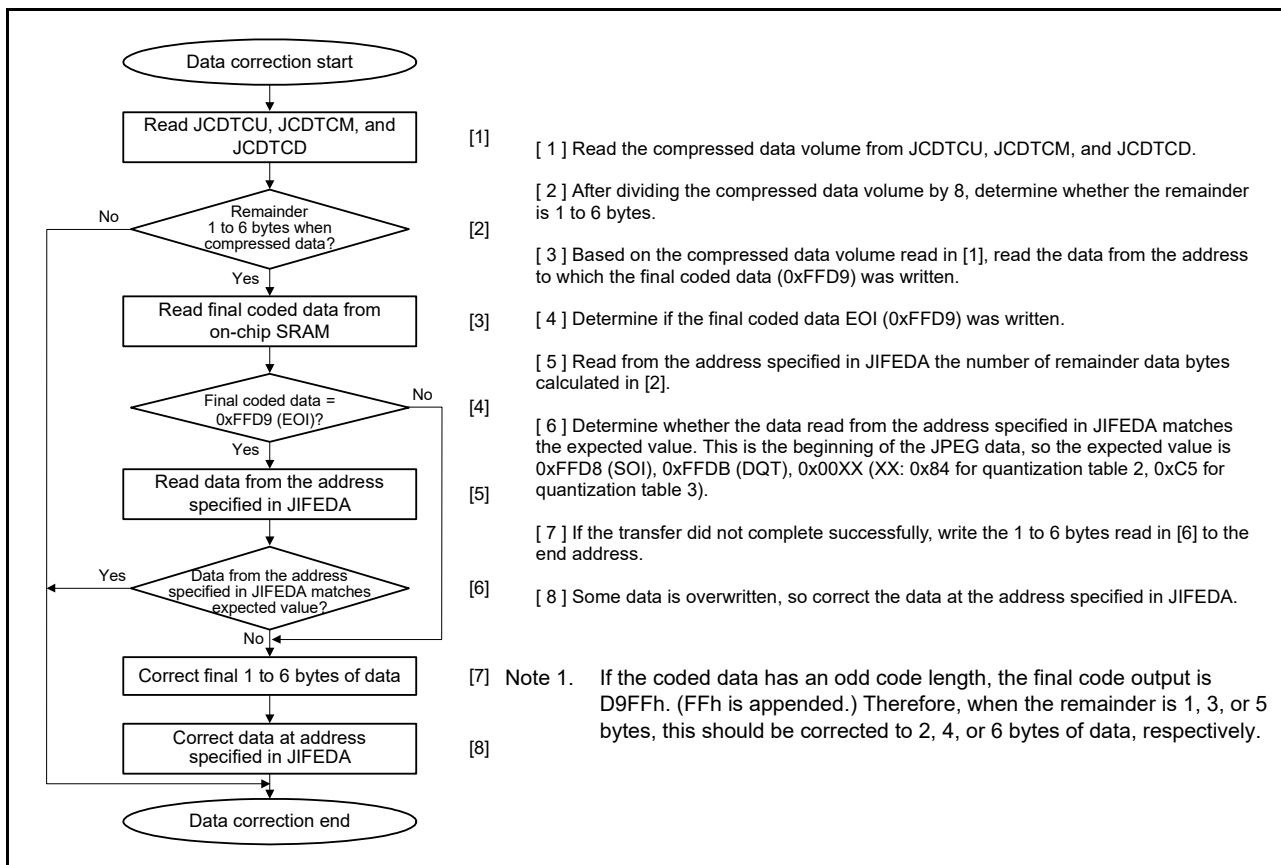 Data correction start
Read JCDTCU, JCDTCM, and
JCDTCD
[1]
Remainder
1 to 6 bytes when
compressed data?
No
[2]
Yes
Read final coded data from
on-chip SRAM
[3]
Final coded data =
0xFFD9 (EOI)?
No
[4]
Yes
Read data from the address
specified in JIFEDA
[5]
Yes
Data from the address
specified in JIFEDA matches
expected value?
[6]
No
Correct final 1 to 6 bytes of data
[7]
Correct data at address
specified in JIFEDA
[8]
Data correction end
[ 1 ] Read the compressed data volume from JCDTCU, JCDTCM, and JCDTCD.
[ 2 ] After dividing the compressed data volume by 8, determine whether the remainder
is 1 to 6 bytes.
[ 3 ] Based on the compressed data volume read in [1], read the data from the address
to which the final coded data (0xFFD9) was written.
[ 4 ] Determine if the final coded data EOI (0xFFD9) was written.
[ 5 ] Read from the address specified in JIFEDA the number of remainder data bytes
calculated in [2].
[ 6 ] Determine whether the data read from the address specified in JIFEDA matches
the expected value. This is the beginning of the JPEG data, so the expected value is
0xFFD8 (SOI), 0xFFDB (DQT), 0x00XX (XX: 0x84 for quantization table 2, 0xC5 for
quantization table 3).
[ 7 ] If the transfer did not complete successfully, write the 1 to 6 bytes read in [6] to the
end address.
[ 8 ] Some data is overwritten, so correct the data at the address specified in JIFEDA.
Note 1. If the coded data has an odd code length, the final code output is
D9FFh. (FFh is appended.) Therefore, when the remainder is 1, 3, or 5
bytes, this should be corrected to 2, 4, or 6 bytes of data, respectively.